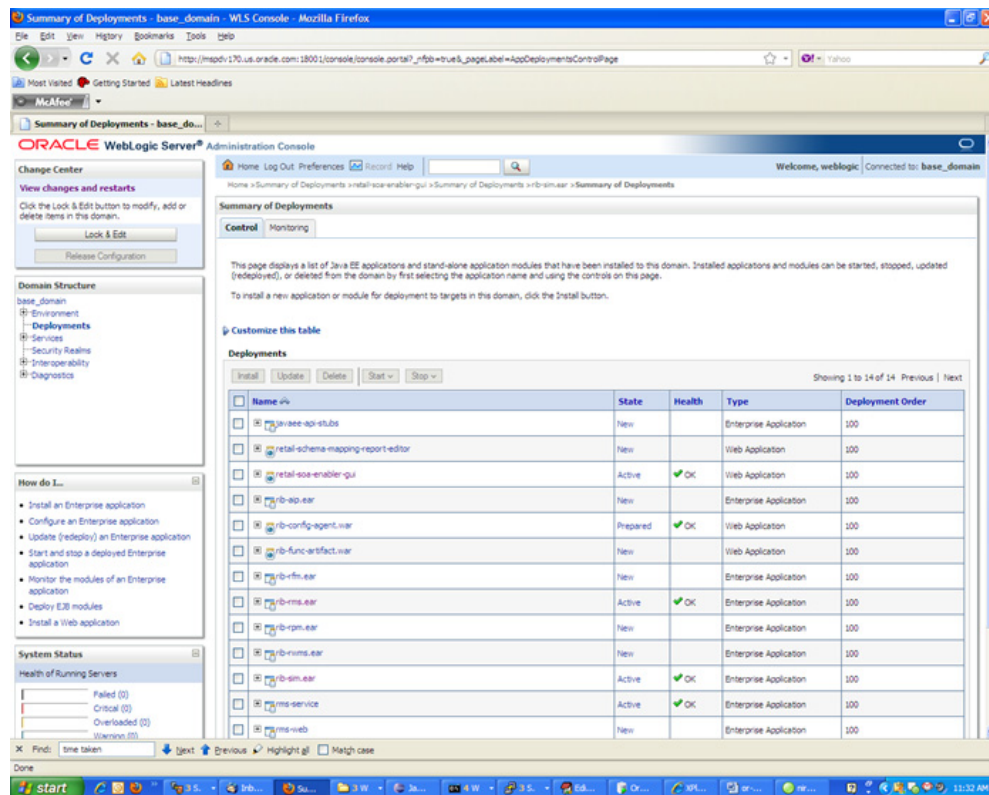 Summary of Deployments - base_domain - WLS Console - Mozilla Firefox
File Edit View History Bookmarks Tools Help
http://mspdv170.us.oracle.com:18001/console/console.portal?_nfpb=true&_pageLabel=AppDeploymentsControlPage
Yahoo
Most Visited Getting Started Latest Headlines
McAfee
Summary of Deployments - base_do...
ORACLE WebLogic Server® Administration Console
Change Center
View changes and restarts
Click the Lock & Edit button to modify, add or
delete items in this domain.
Lock & Edit
Release Configuration
Domain Structure
base_domain
Environment
Deployments
Services
Security Realms
Interoperability
Diagnostics
How do I...
Install an Enterprise application
Configure an Enterprise application
Update (redeploy) an Enterprise application
Start and stop a deployed Enterprise
application
Monitor the modules of an Enterprise
application
Deploy EJB modules
Install a Web application
System Status
Health of Running Servers
Failed (0)
Critical (0)
Overloaded (0)
Warning (0)
Home Log Out Preferences Record Help
Welcome, weblogic Connected to: base_domain
Home >Summary of Deployments >retail-soa-enabler-gui >Summary of Deployments >rib-sim.ear >Summary of Deployments
Summary of Deployments
Control Monitoring
This page displays a list of Java EE applications and stand-alone application modules that have been installed to this domain. Installed applications and modules can be started, stopped, updated
(redeployed), or deleted from the domain by first selecting the application name and using the controls on this page.
To install a new application or module for deployment to targets in this domain, click the Install button.
Customize this table
Deployments
Install Update Delete Start Stop
Showing 1 to 14 of 14 Previous | Next
Name State Health Type Deployment Order
javaee-api-stubs New Enterprise Application 100
retail-schema-mapping-report-editor New Web Application 100
retail-soa-enabler-gui Active OK Web Application 100
rib-aip.ear New Enterprise Application 100
rib-config-agent.war Prepared OK Web Application 100
rib-func-artifact.war New Web Application 100
rib-rfm.ear New Enterprise Application 100
rib-rms.ear Active OK Enterprise Application 100
rib-rpm.ear New Enterprise Application 100
rib-rwms.ear New Enterprise Application 100
rib-sim.ear Active OK Enterprise Application 100
rms-service Active OK Enterprise Application 100
rms-web New Enterprise Application 100
Find: time taken Next Previous Highlight all Match case
Done
start 3 S. Inb... Su... 3 W Ja... 4 W 3 S. Edi... Or... XM... or-... rir... 11:32 AM